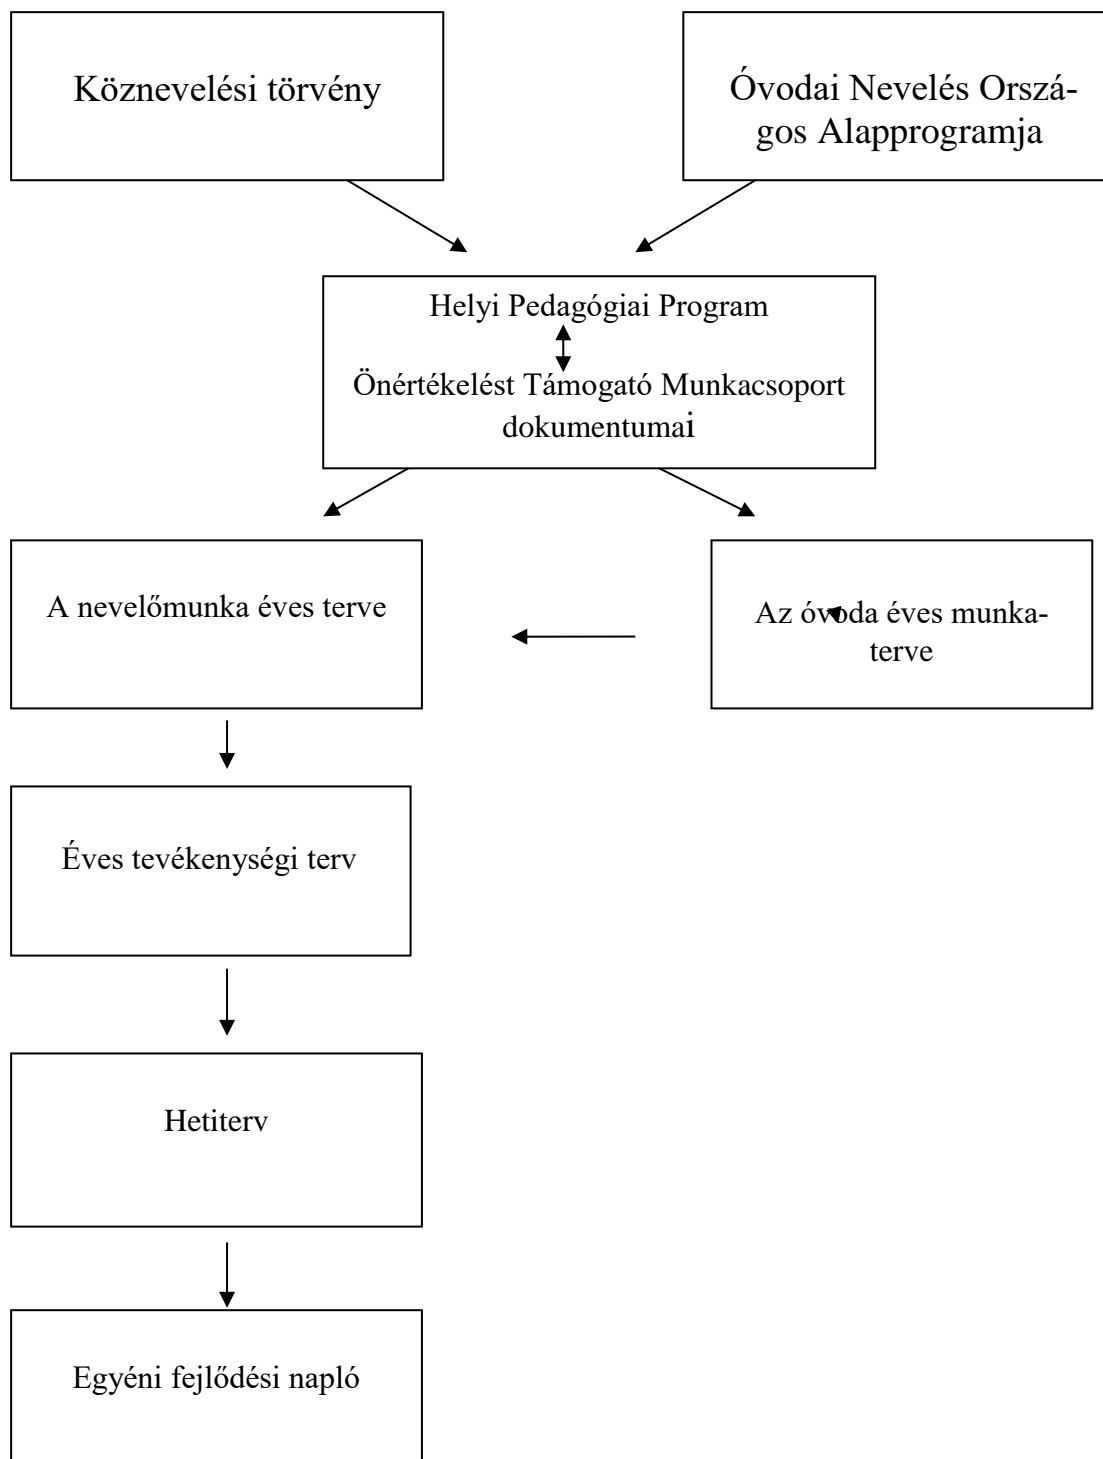 Köznevelési törvény
Óvodai Nevelés Orszá-
gos Alapprogramja
Helyi Pedagógiai Program
Önértékelést Támogató Munkacsoport
dokumentumai
A nevelőmunka éves terve
Az óvoda éves munka-
terve
Éves tevékenységi terv
Hetiterv
Egyéni fejlődési napló